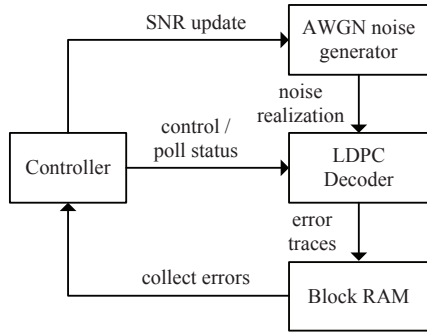 SNR update
AWGN noise
generator
noise
realization
control /
poll status
Controller
LDPC
Decoder
error
traces
collect errors
Block RAM